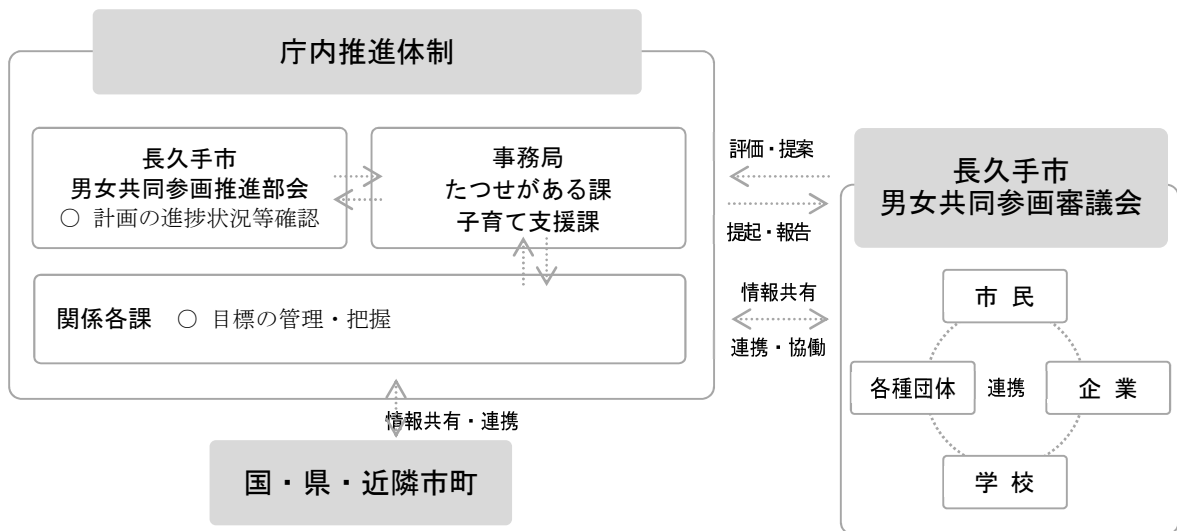 庁内推進体制
長久手市
男女共同参画推進部会
○ 計画の進捗状況等確認
事務局
たつせがある課
子育て支援課
関係各課 ○ 目標の管理・把握
評価・提案
提起・報告
情報共有
連携・協働
長久手市
男女共同参画審議会
市 民
各種団体 連携 企 業
学 校
情報共有・連携
国・県・近隣市町